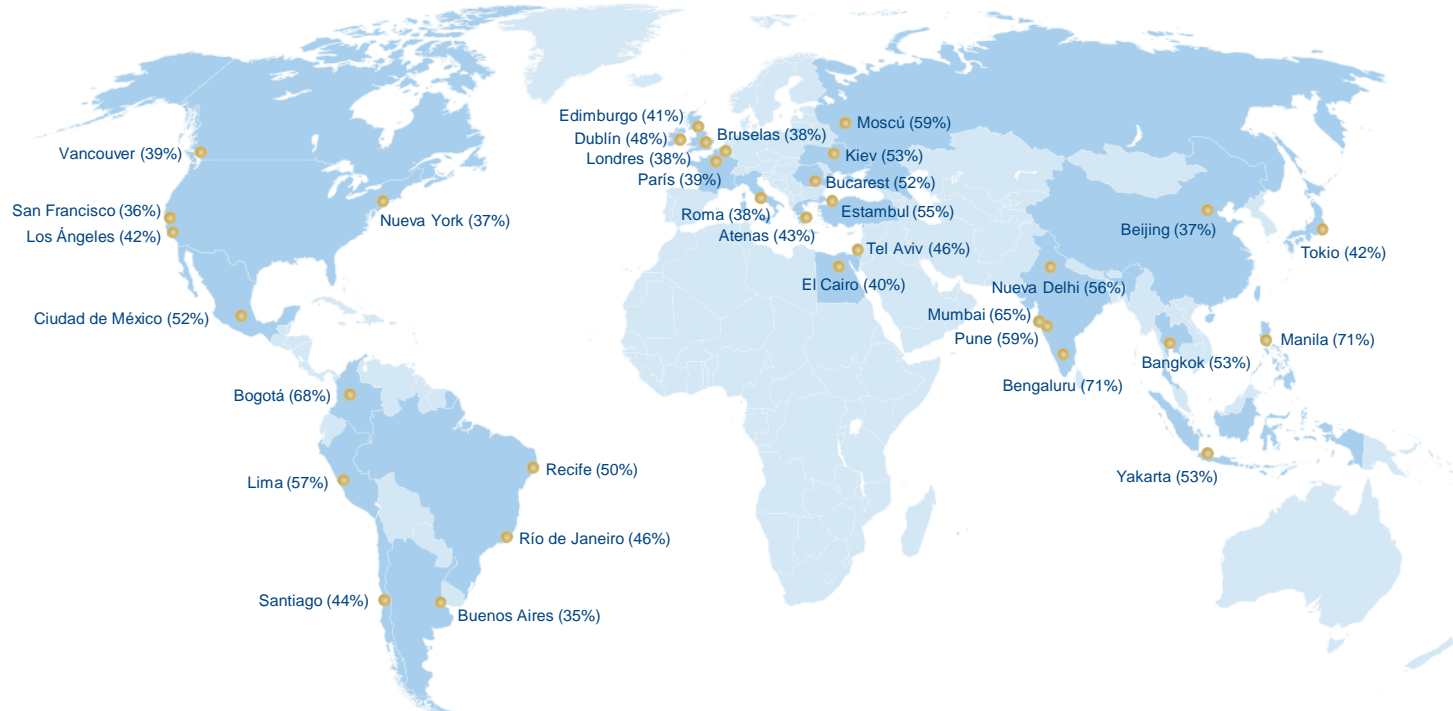 Edimburgo (41%)
Moscú (59%)
Dublín (48%)
Bruselas (38%)
Vancouver (39%)
Londres (38%)
Kiev (53%)
París (39%)
Bucarest (52%)
San Francisco (36%)
Nueva York (37%)
Roma (38%)
Estambul (55%)
Los Ángeles (42%)
Atenas (43%)
Beijing (37%)
Tel Aviv (46%)
Tokio (42%)
El Cairo (40%)
Nueva Delhi (56%)
Ciudad de México (52%)
Mumbai (65%)
Pune (59%)
Manila (71%)
Bangkok (53%)
Bengaluru (71%)
Bogotá (68%)
Recife (50%)
Yakarta (53%)
Lima (57%)
Río de Janeiro (46%)
Santiago (44%)
Buenos Aires (35%)